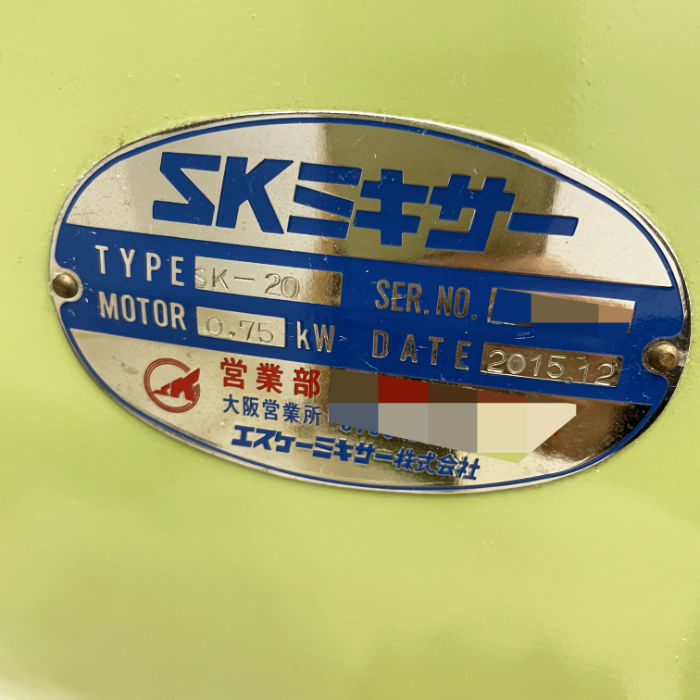 SKミキサー
TYPE SK-20 SER.NO.
MOTOR 0.75 kW DATE 2015.12
営業部
大阪営業所
エスケーミキサー株式会社